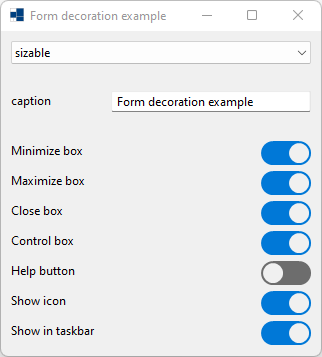 Form decoration example
sizable
caption Form decoration example
Minimize box
Maximize box
Close box
Control box
Help button
Show icon
Show in taskbar